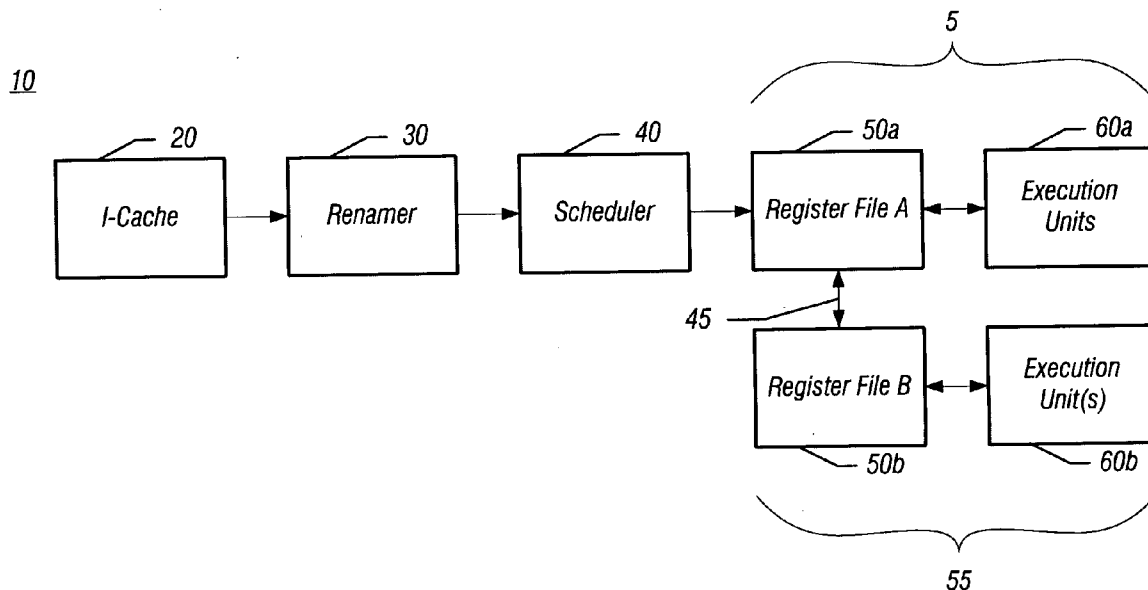 5
10
20
30
40
50a
60a
I-Cache
Renamer
Scheduler
Register File A
Execution
Units
45
Register File B
Execution
Unit(s)
50b
60b
55